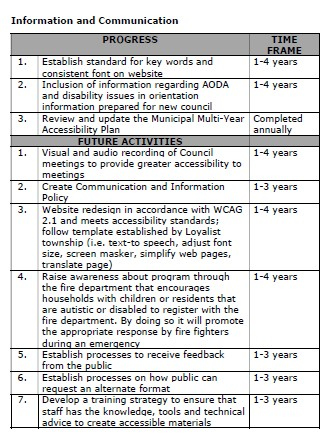 Information and Communication
PROGRESS TIME
FRAME
1. Establish standard for key words and 1-4 years
consistent font on website
2. Inclusion of information regarding AODA 1-4 years
and disability issues in orientation
information prepared for new council
3. Review and update the Municipal Multi-Year Completed
Accessibility Plan annually
FUTURE ACTIVITIES
1. Visual and audio recording of Council 1-4 years
meetings to provide greater accessibility to
meetings
2. Create Communication and Information 1-3 years
Policy
3. Website redesign in accordance with WCAG 1-4 years
2.1 and meets accessibility standards;
follow template established by Loyalist
township (i.e. text-to speech, adjust font
size, screen masker, simplify web pages,
translate page)
4. Raise awareness about program through 1-4 years
the fire department that encourages
households with children or residents that
are autistic or disabled to register with the
fire department. By doing so it will promote
the appropriate response by fire fighters
during an emergency
5. Establish processes to receive feedback 1-3 years
from the public
6. Establish processes on how public can 1-3 years
request an alternate format
7. Develop a training strategy to ensure that 1-3 years
staff has the knowledge, tools and technical
advice to create accessible materials